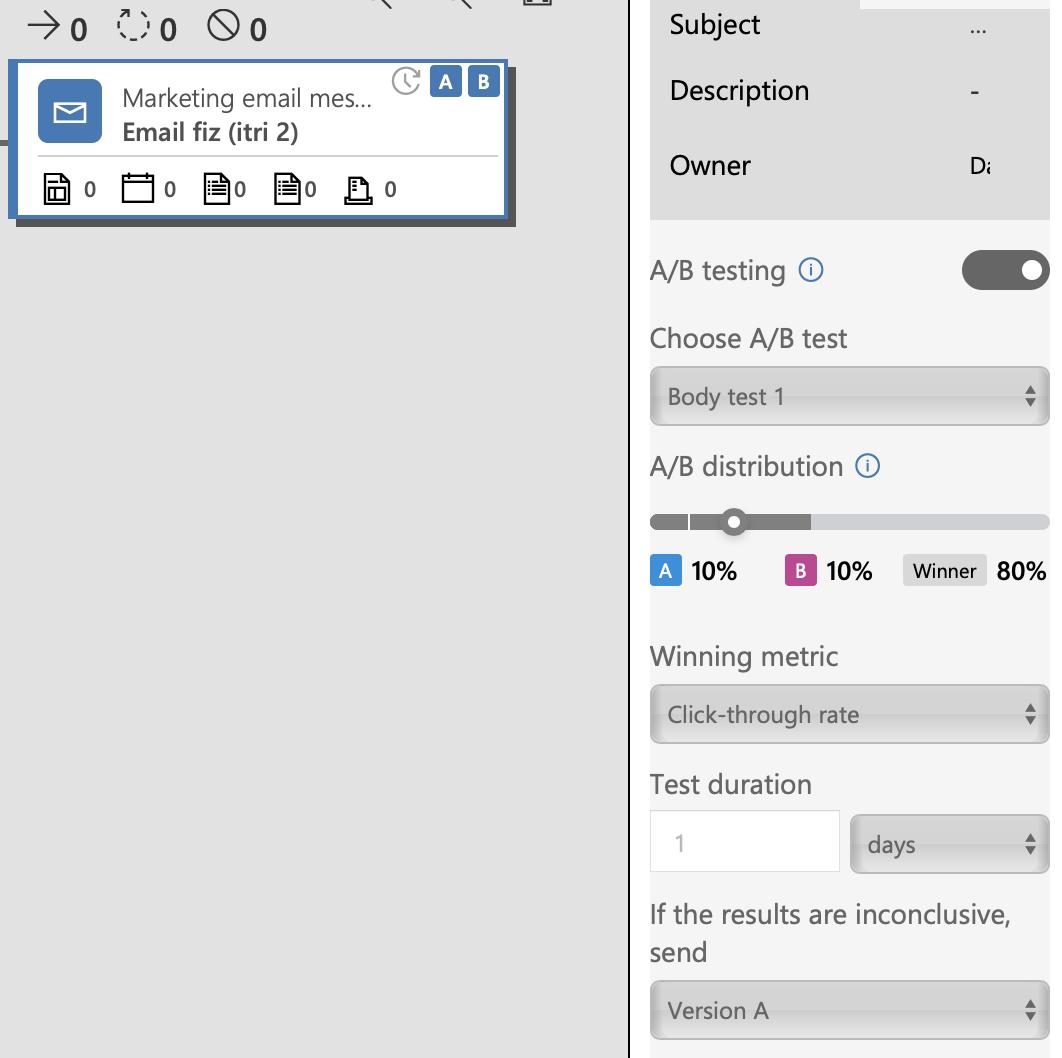 0 0 0
A B
Marketing email mes...
Email fiz (itri 2)
0 0 0 0 0
Subject ...
Description -
Owner
A/B testing
Choose A/B test
Body test 1
A/B distribution
A 10% B 10% Winner 80%
Winning metric
Click-through rate
Test duration
1 days
If the results are inconclusive,
send
Version A